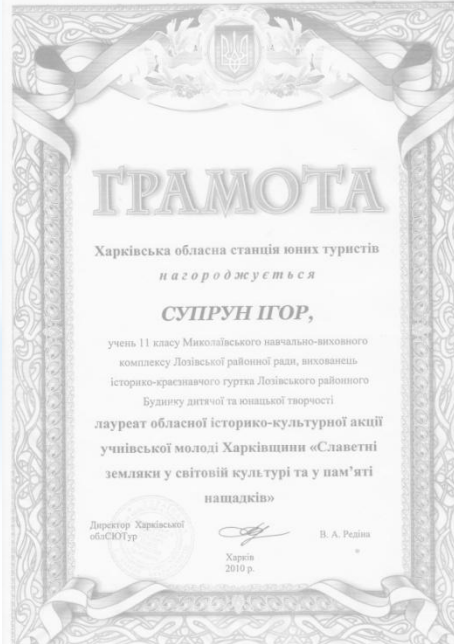 ГРАМОТА
Харківська обласна станція юних туристів
нагороджується
СУПРУН ІГОР,
учень 11 класу Миколаївського навчально-виховного
комплексу Лозівської районної ради, вихованець
історико-краєзнавчого гуртка Лозівського районного
Будинку дитячої та юнацької творчості
лауреат обласної історико-культурної акції
учнівської молоді Харківщини «Славетні
земляки у світовій культурі та у пам’яті
нащадків»
Директор Харківської
облСЮТур
В. А. Редіна
Харків
2010 р.